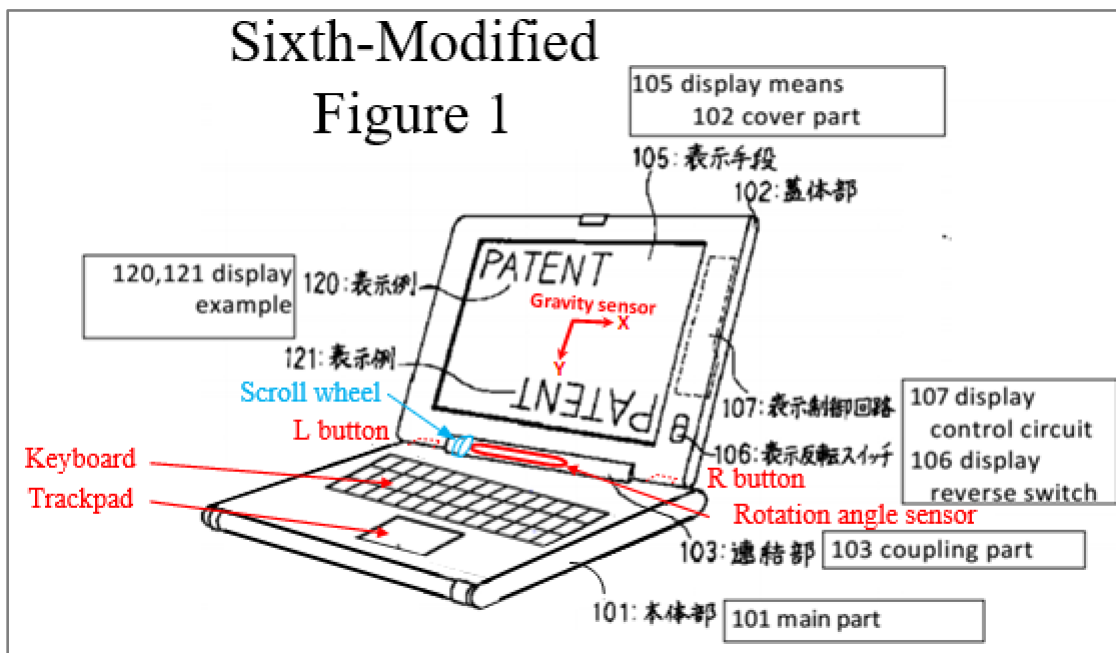 Sixth-Modified
Figure 1
105 display means
102 cover part
105:表示手段
102:蓋体部
120,121 display
example
120:表示例
PATENT
Gravity sensor
X
Y
121:表示例
PATENT
Scroll wheel
L button
107:表示制御回路
107 display
control circuit
106:表示反転スイッチ
106 display
reverse switch
Keyboard
R button
Trackpad
Rotation angle sensor
103:連結部
103 coupling part
101:本体部
101 main part